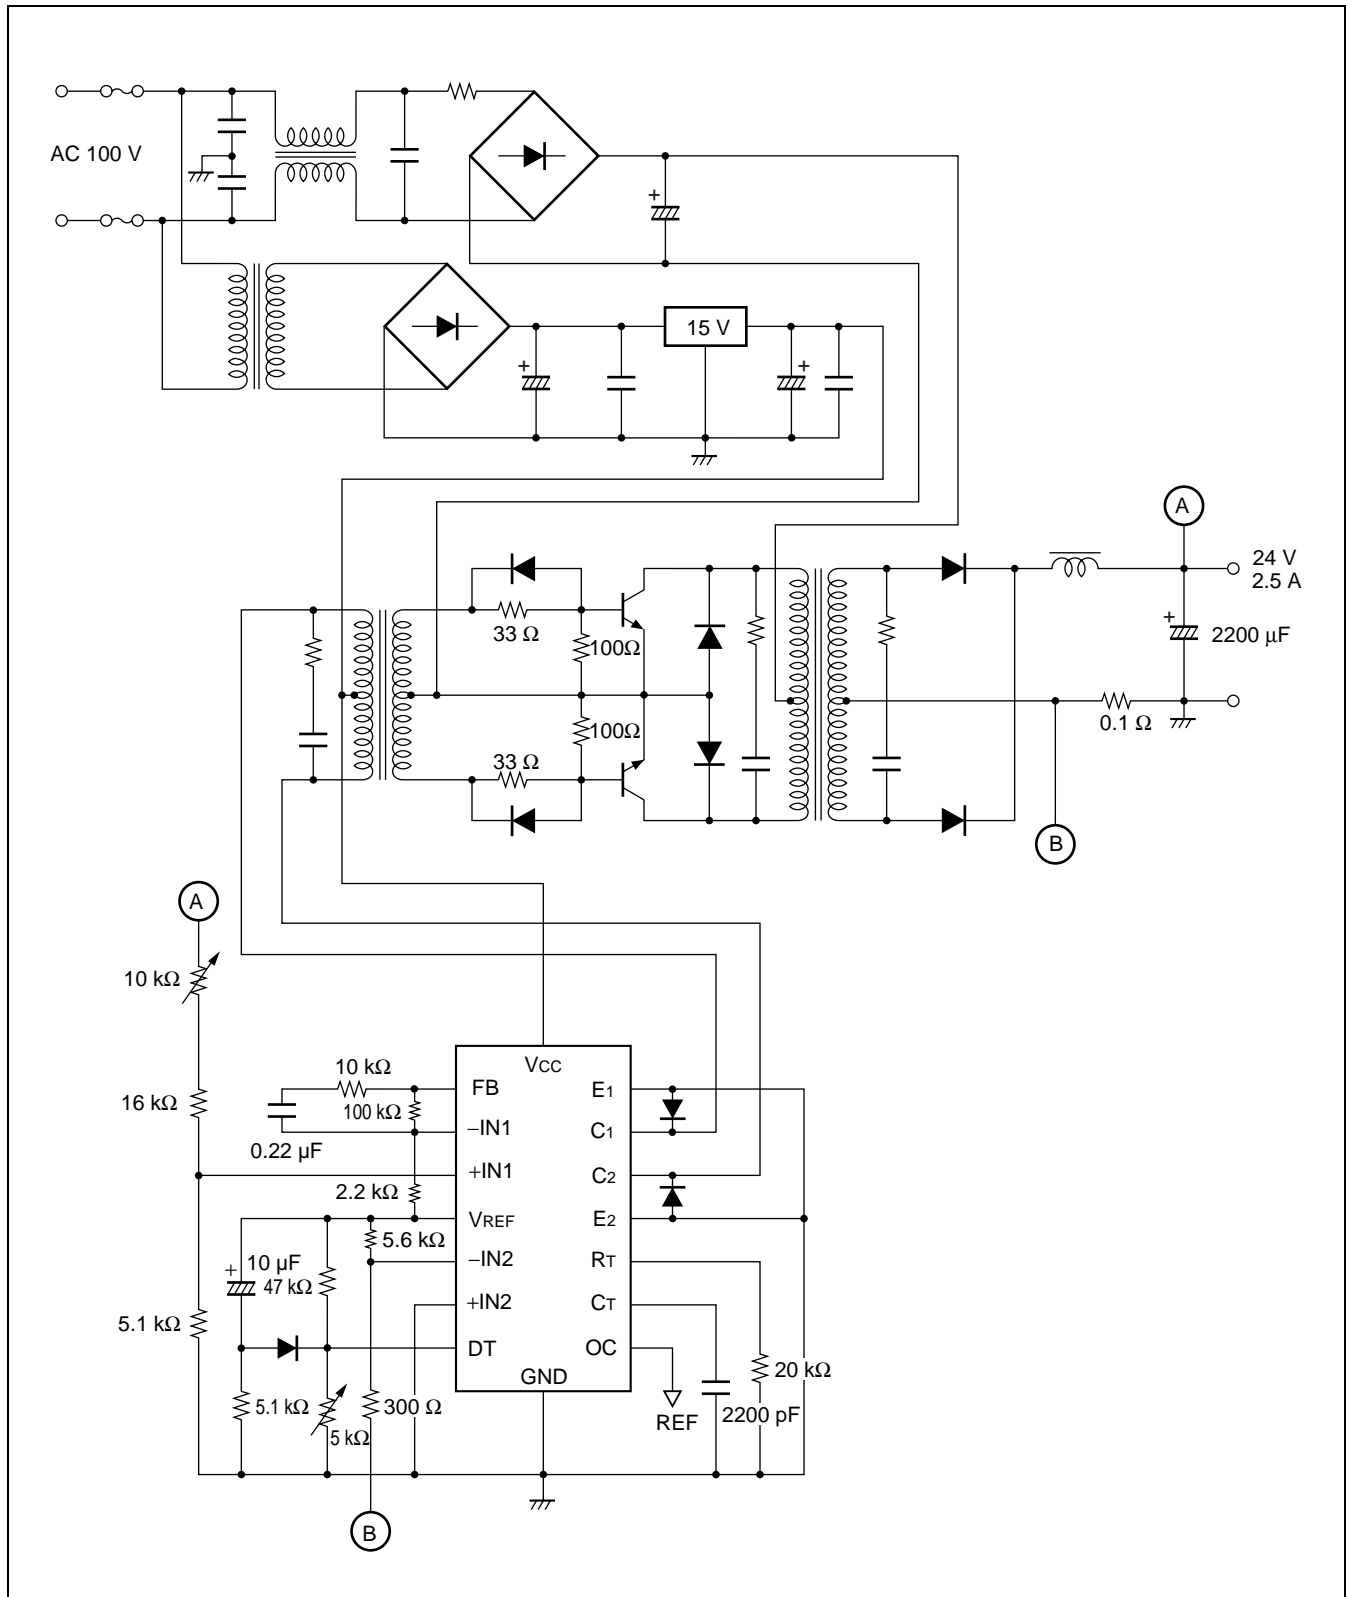 AC 100 V
15 V
A
24 V
2.5 A
33 Ω
100Ω
2200 µF
100Ω
0.1 Ω
33 Ω
B
A
10 kΩ
VCC
10 kΩ
FB
E1
16 kΩ
100 kΩ
−IN1
C1
0.22 µF
+IN1
C2
2.2 kΩ
VREF
E2
5.6 kΩ
10 µF
−IN2
RT
47 kΩ
+IN2
CT
5.1 kΩ
DT
OC
GND
20 kΩ
5.1 kΩ
300 Ω
REF
2200 pF
5 kΩ
B